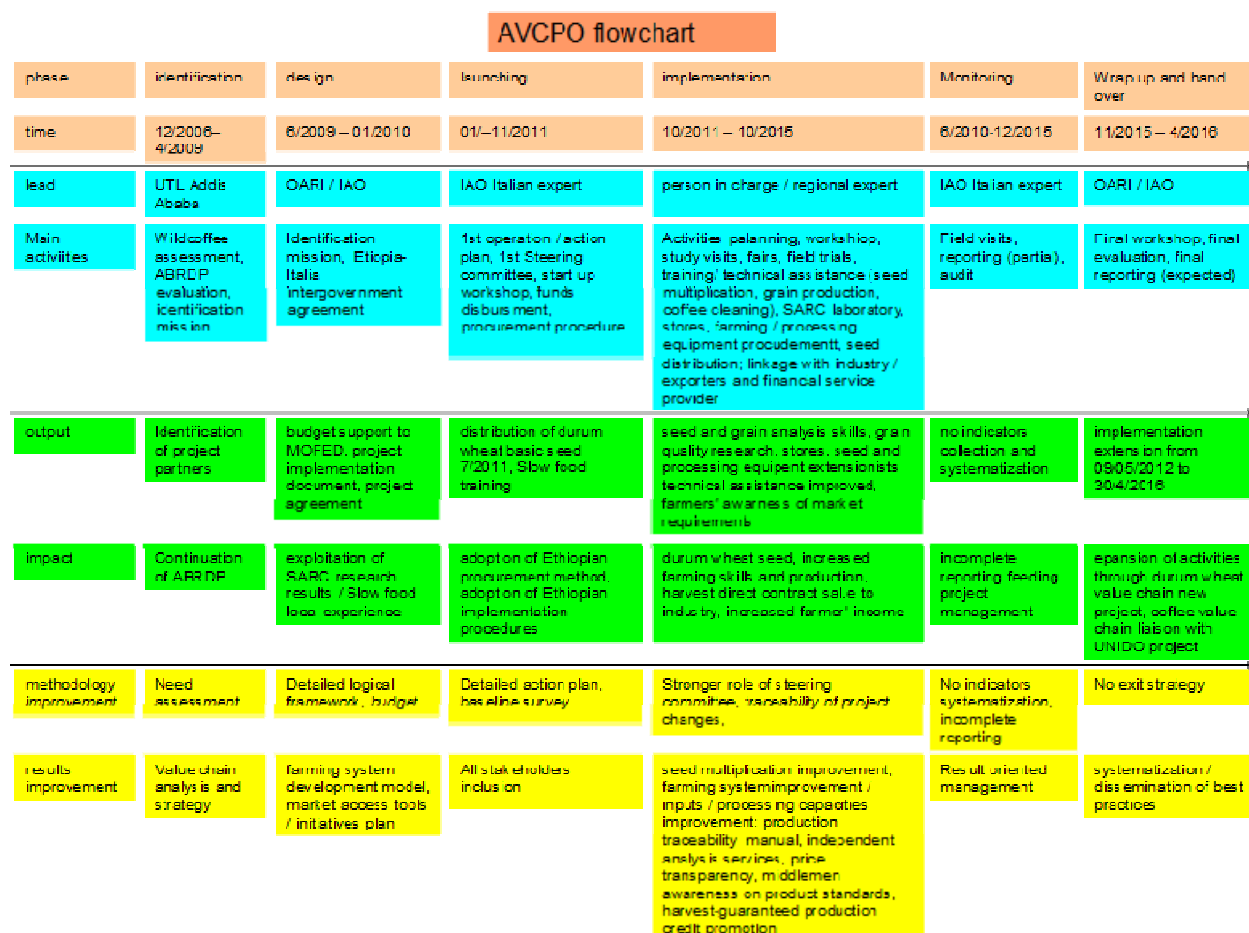 AVCPO flowchart
phase
identification
design
launching
implementation
Monitoring
Wrap up and hand
over
time
12/2006–
4/2009
6/2009 – 01/2010
01/–11/2011
10/2011 – 10/2015
6/2010-12/2015
11/2015 – 4/2016
lead
UTL Addis
Ababa
OARI / IAO
IAO Italian expert
person in charge / regional expert
IAO Italian expert
OARI / IAO
Main
activiites
Wildcoffee
assessment,
ABRDP
evaluation,
identification
mission
Identification
mission, Etiopia-
Italia
intergovernment
agreement
1st operation / action
plan, 1st Steering
committee, start up
workshop, funds
disbursment,
procurement procedure
Activities palanning, workshiop,
study visits, fairs, field trials,
training/ technical assistance (seed
multiplication, grain production,
coffee cleaning), SARC laboratory,
stores, farming / processing
equipment procudementt, seed
distribution; linkage with industry /
exporters and financial service
provider
Field visits,
reporting (partial),
audit
Final workshop, final
evaluation, final
reporting (expected)
output
Identification
of project
partners
budget support to
MOFED, project
implementation
document, project
agreement
distribution of durum
wheat basic seed
7/2011, Slow food
training
seed and grain analysis skills, grain
quality research, stores, seed and
processing equipent extensionists
technical assistance improved,
farmers' awarness of market
requirements
no indicators
collection and
systematization
implementation
extension from
09/05/2012 to
30/4/2016
impact
Continuation
of ABRDP
exploitation of
SARC research
results / Slow food
local experience
adoption of Ethiopian
procurement method,
adoption of Ethiopian
implementation
procedures
durum wheat seed, increased
farming skills and production,
harvest direct contract sale to
industry, increased farmer' income
incomplete
reporting feeding
project
management
epansion of activities
through durum wheat
value chain new
project, coffee value
chain liaison with
UNIDO project
methodology
improvement
Need
assessment
Detailed logical
framework, budget
Detailed action plan,
baseline survey
Stronger role of steering
committee, traceability of project
changes,
No indicators
systematization,
incomplete
reporting
No exit strategy
results
improvement
Value chain
analysis and
strategy
farming system
development model,
market access tools
/ initiatives plan
All stakeholders
inclusion
seed multiplication improvement,
farming systemimprovement /
inputs / processing capacities
improvement; production
traceability manual, independent
analysis services, price
transparency, middlemen
awareness on product standards,
harvest-guaranteed production
credit promotion
Result oriented
management
systematization /
dissemination of best
practices